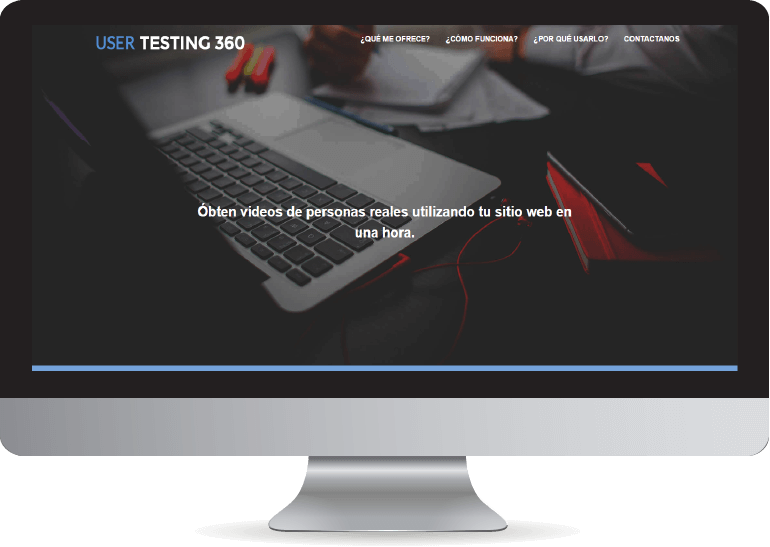 USER TESTING 360
¿QUÉ ME OFRECE? ¿CÓMO FUNCIONA? ¿POR QUÉ USARLO? CONTACTANOS
Óbten videos de personas reales utilizando tu sitio web en
una hora.